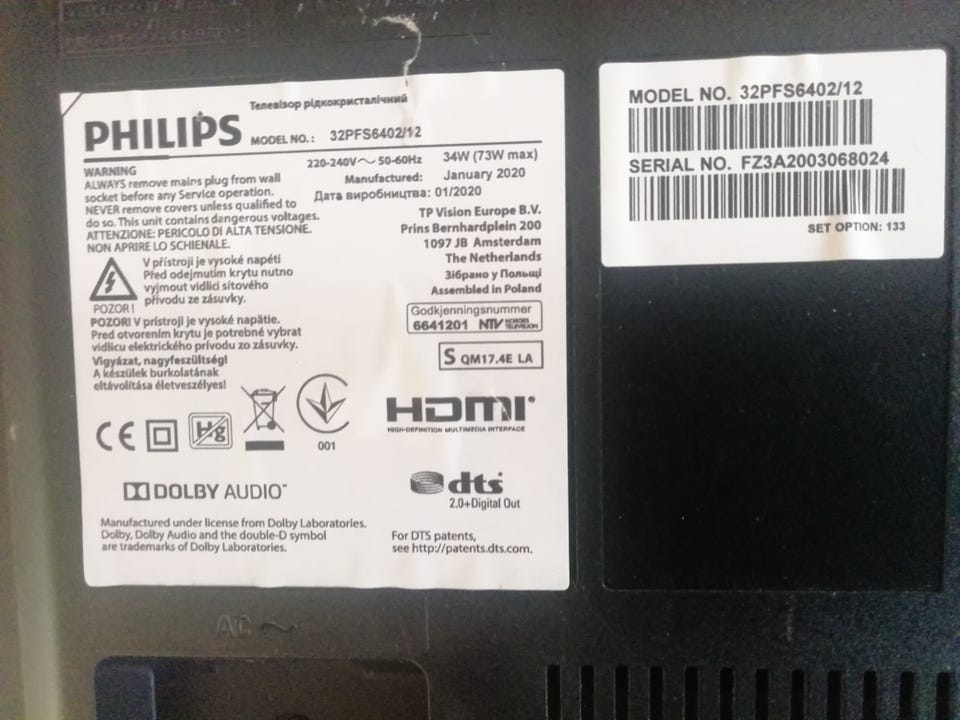 Телевізор рідкокристалічний
PHILIPS MODEL NO.: 32PFS6402/12
220-240V~ 50-60Hz 34W (73W max)
Manufactured: January 2020
Дата виробництва: 01/2020
WARNING
ALWAYS remove mains plug from wall
socket before any Service operation.
NEVER remove covers unless qualified to
do so. This unit contains dangerous voltages.
ATTENZIONE: PERICOLO DI ALTA TENSIONE.
NON APRIRE LO SCHIENALE.
V přístroji je vysoké napětí
Před odejmutím krytu nutno
vyjmout vidlici sítového
přívodu ze zásuvky.
POZOR!
POZOR! V prístroji je vysoké napätie.
Pred otvorením krytu je potrebné vybrat
vidlicu elektrického prívodu zo zásuvky.
Vigyázat, nagyfeszültség!
A készülek burkolatának
eltávolítása életveszélyes!
TP Vision Europe B.V.
Prins Bernhardplein 200
1097 JB Amsterdam
The Netherlands
Зібрано у Польщі
Assembled in Poland
Godkjenningsnummer
6641201 NTV NORGES TELEVISJON
S QM17.4E LA
CE
Hg
001
HDMI
HIGH-DEFINITION MULTIMEDIA INTERFACE
DOLBY AUDIO™
dts
2.0+Digital Out
Manufactured under license from Dolby Laboratories.
Dolby, Dolby Audio and the double-D symbol
are trademarks of Dolby Laboratories.
For DTS patents,
see http://patents.dts.com.
MODEL NO. 32PFS6402/12
SERIAL NO. FZ3A2003068024
SET OPTION: 133
AC ~